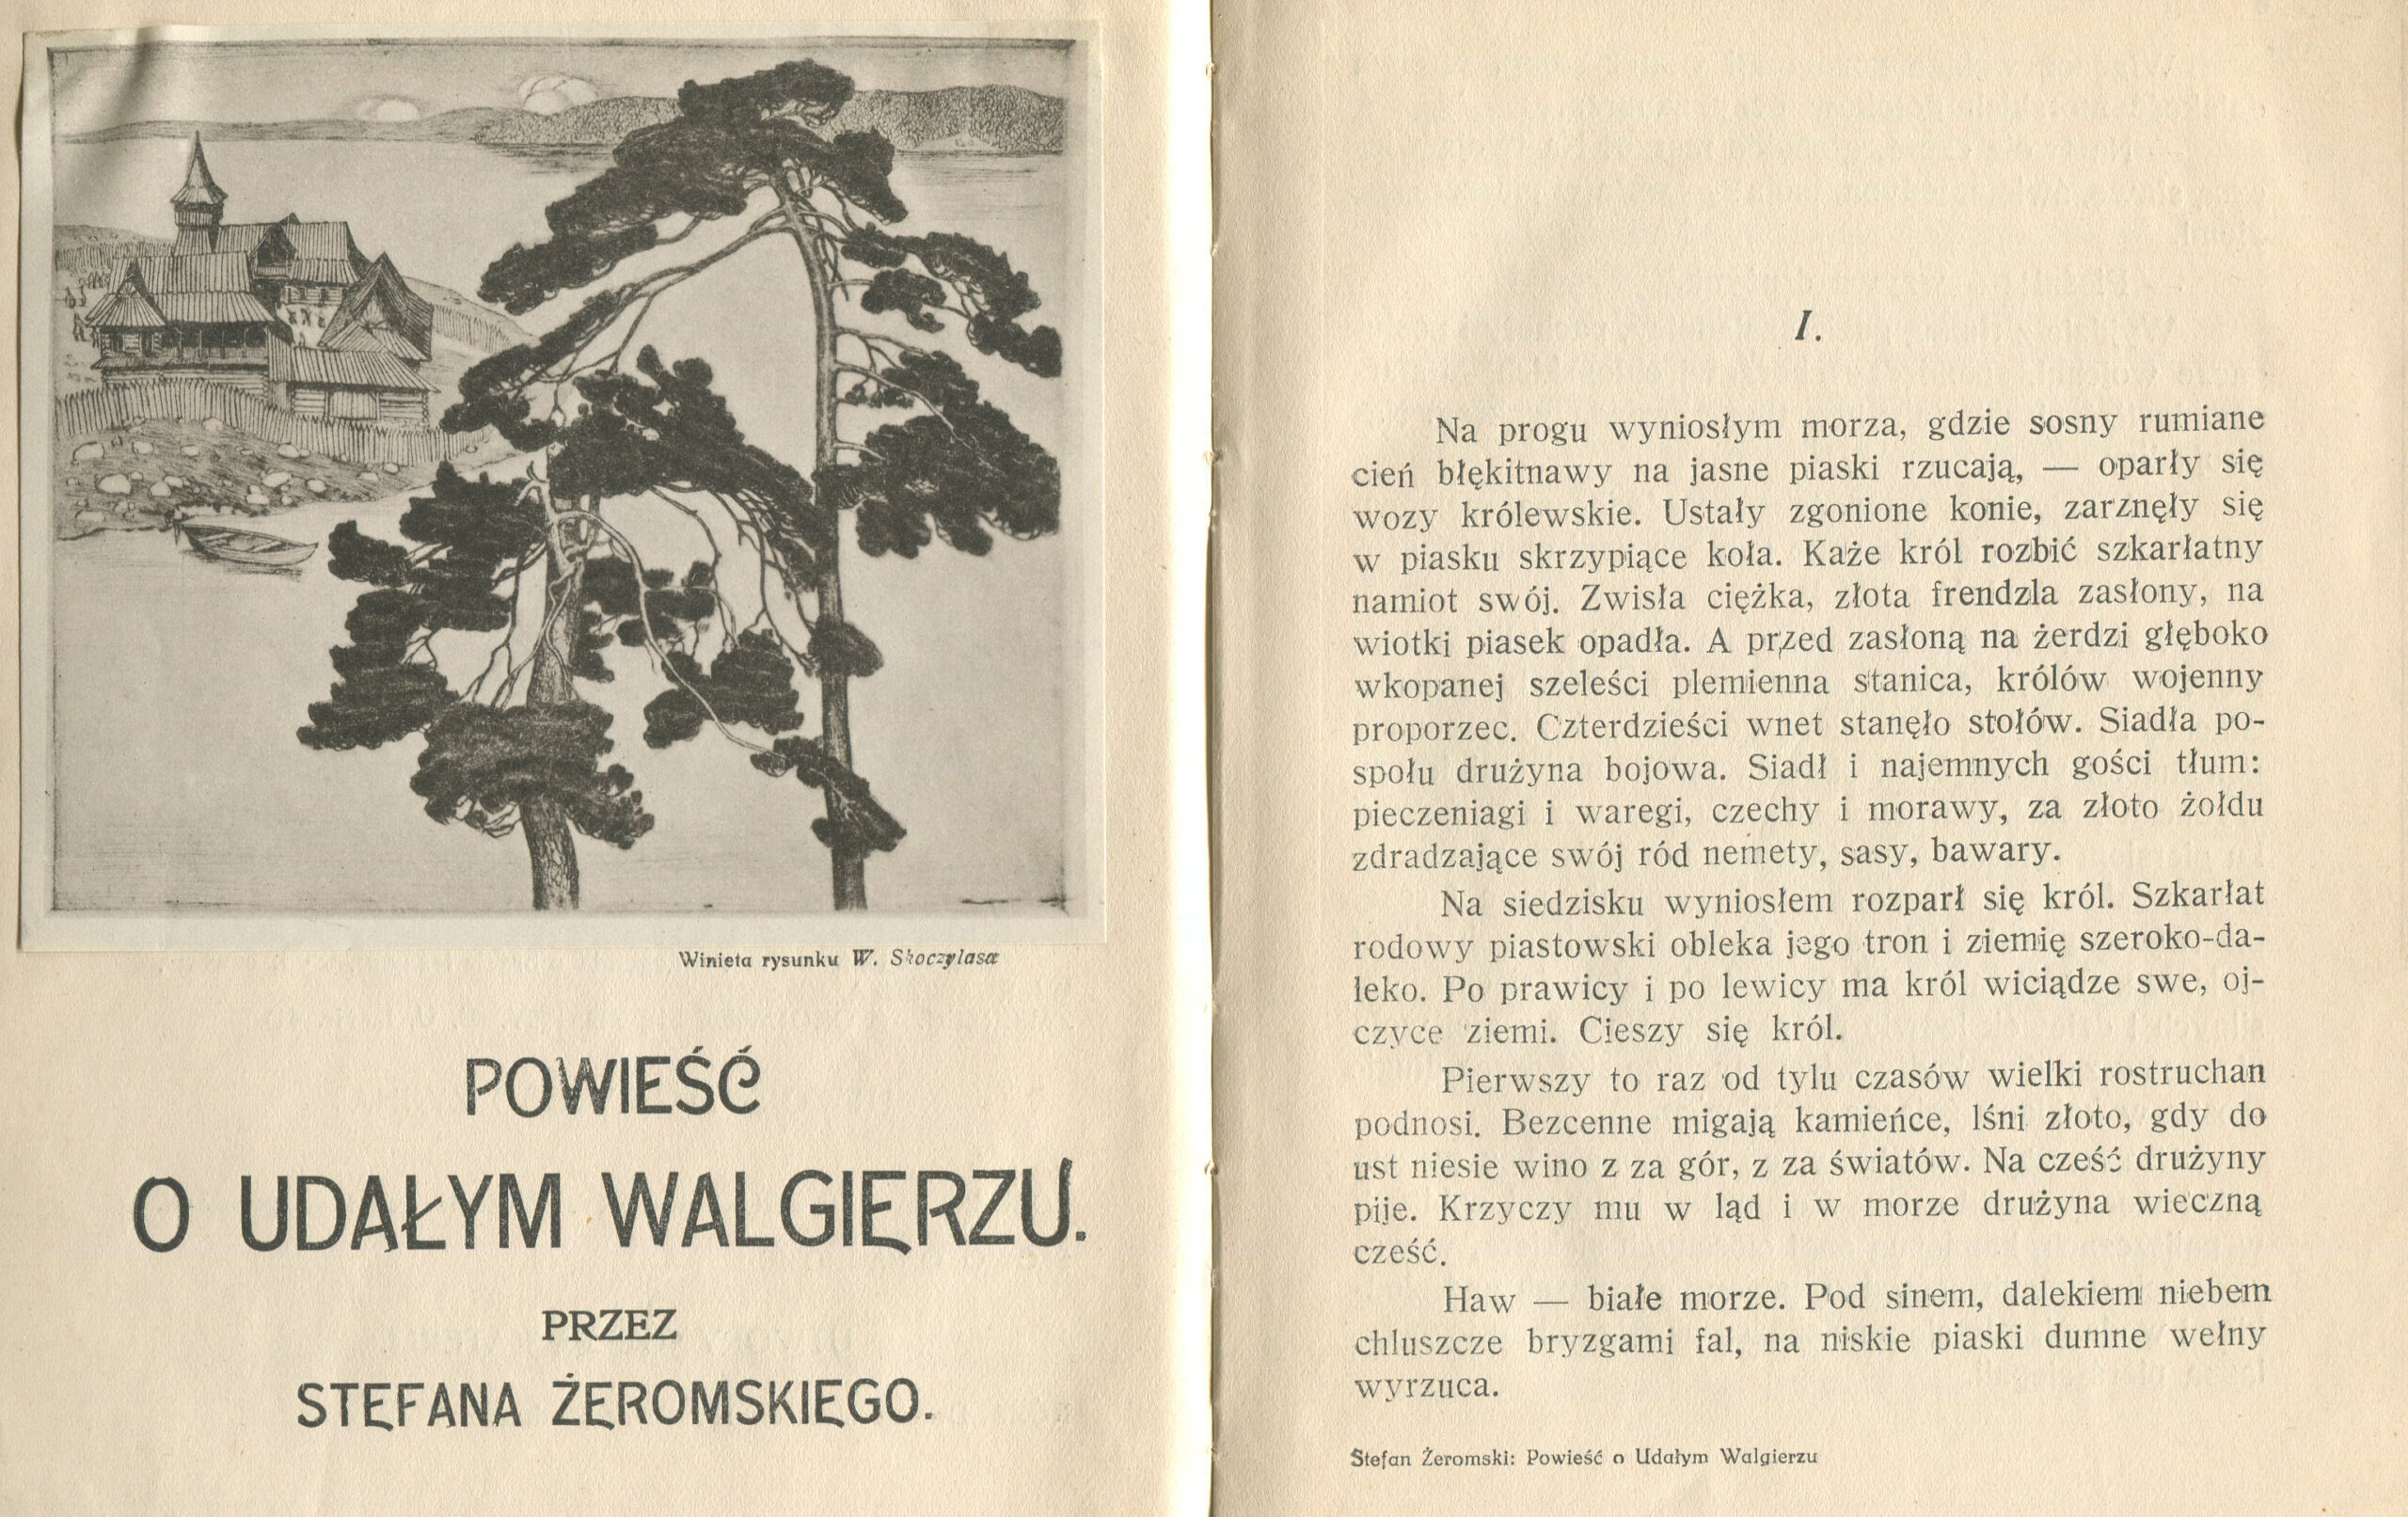 Winieta rysunku W. Skoczylasa
POWIEŚĆ
O UDAŁYM WALGIERZU.
PRZEZ
STEFANA ŻEROMSKIEGO.
I.
Na progu wyniosłym morza, gdzie sosny rumiane
cień błękitnawy na jasne piaski rzucają, — oparły się
wozy królewskie. Ustały zgonione konie, zarznęły się
w piasku skrzypiące koła. Każe król rozbić szkarłatny
namiot swój. Zwisła ciężka, złota frendzla zasłony, na
wiotki piasek opadła. A przed zasłoną na żerdzi głęboko
wkopanej szeleści plemienna stanica, królów wojenny
proporzec. Czterdzieści wnet stanęło stołów. Siadła po-
społu drużyna bojowa. Siadł i najemnych gości tłum:
pieczeniagi i waregi, czechy i morawy, za złoto żołdu
zdradzające swój ród nemety, sasy, bawary.
Na siedzisku wyniosłem rozparł się król. Szkarłat
rodowy piastowski obleka jego tron i ziemię szeroko-da-
leko. Po prawicy i po lewicy ma król wiciądze swe, oj-
czyce ziemi. Cieszy się król.
Pierwszy to raz od tylu czasów wielki rostruchan
podnosi. Bezcenne migają kamieńce, lśni złoto, gdy do
ust niesie wino z za gór, z za światów. Na cześć drużyny
pije. Krzyczy mu w ląd i w morze drużyna wieczną
cześć.
Haw — białe morze. Pod sinem, dalekiem niebem
chluszcze bryzgami fal, na niskie piaski dumne wełny
wyrzuca.
Stefan Żeromski: Powieść o Udałym Walgierzu